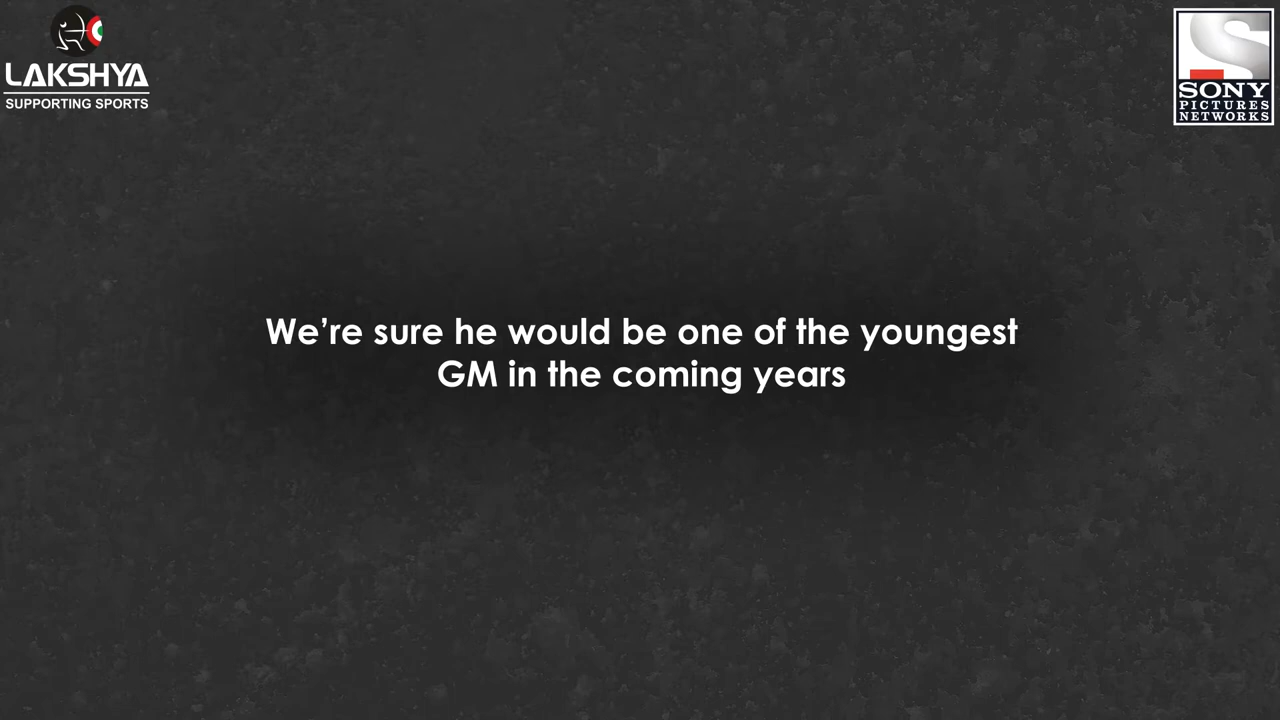 LAKSHYA
SUPPORTING SPORTS
SONY
PICTURES
NETWORKS
We’re sure he would be one of the youngest
GM in the coming years